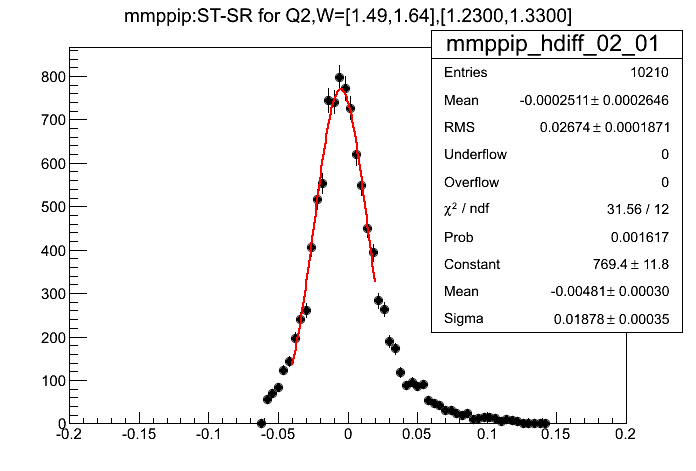 mmppip:ST-SR for Q2,W=[1.49,1.64],[1.2300,1.3300]
mmppip_hdiff_02_01
Entries 10210
Mean -0.0002511 ± 0.0002646
RMS 0.02674 ± 0.0001871
Underflow 0
Overflow 0
χ² / ndf 31.56 / 12
Prob 0.001617
Constant 769.4 ± 11.8
Mean -0.00481 ± 0.00030
Sigma 0.01878 ± 0.00035
800
700
600
500
400
300
200
100
0
-0.2 -0.15 -0.1 -0.05 0 0.05 0.1 0.15 0.2